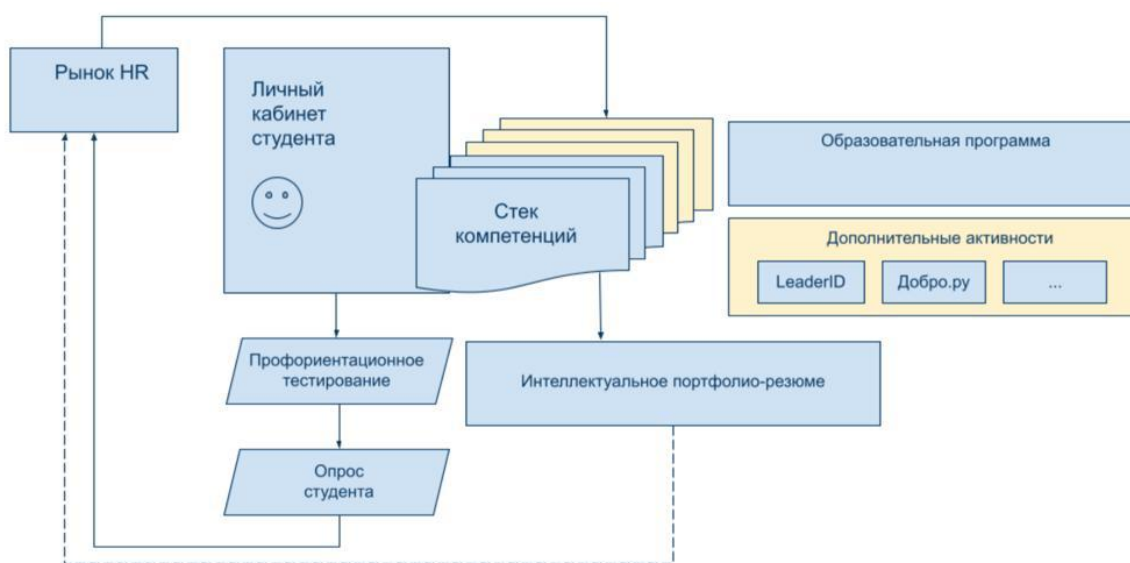 Рынок HR
Личный
кабинет
студента
Стек
компетенций
Образовательная программа
Дополнительные активности
LeaderID
Добро.ру
...
Профориентационное
тестирование
Интеллектуальное портфолио-резюме
Опрос
студента